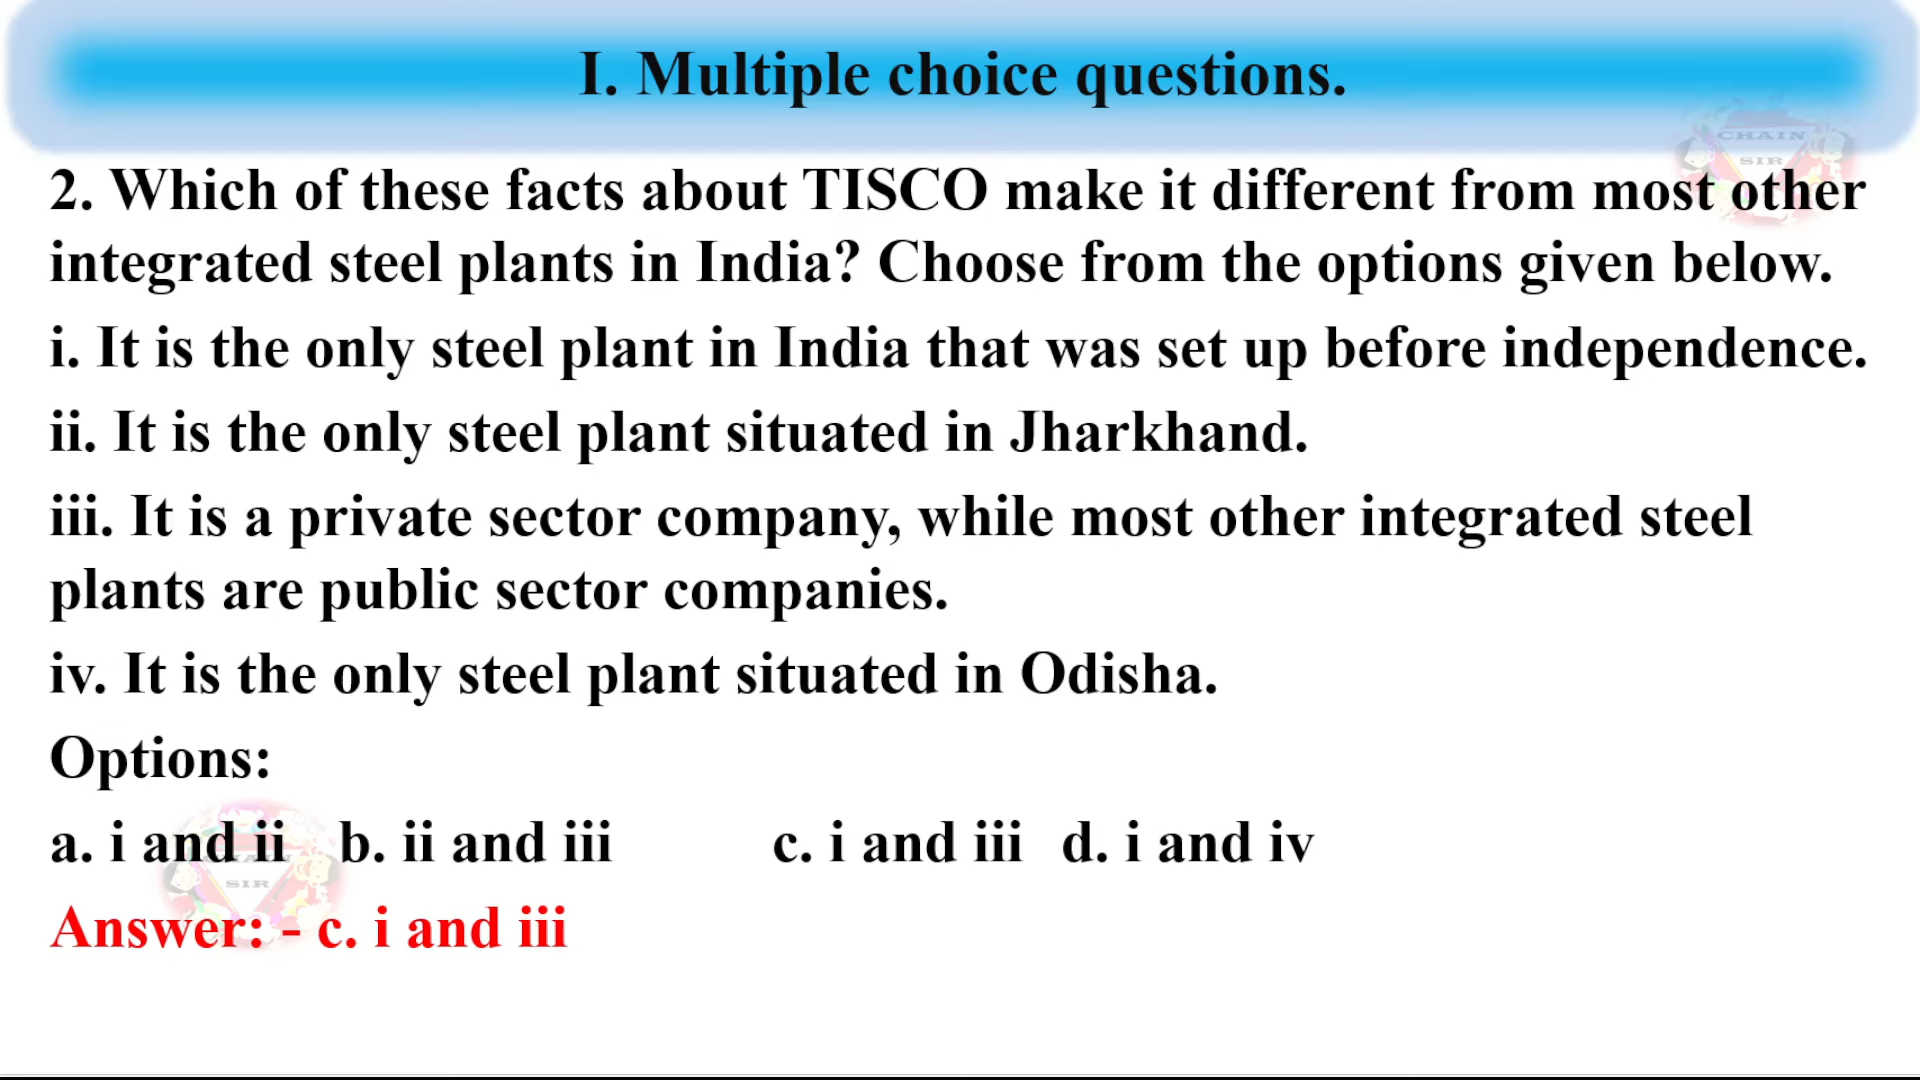 I. Multiple choice questions.
CHAIN
SIR
2. Which of these facts about TISCO make it different from most other
integrated steel plants in India? Choose from the options given below.
i. It is the only steel plant in India that was set up before independence.
ii. It is the only steel plant situated in Jharkhand.
iii. It is a private sector company, while most other integrated steel
plants are public sector companies.
iv. It is the only steel plant situated in Odisha.
Options:
a. i and ii b. ii and iii c. i and iii d. i and iv
CHAIN
SIR
Answer: - c. i and iii